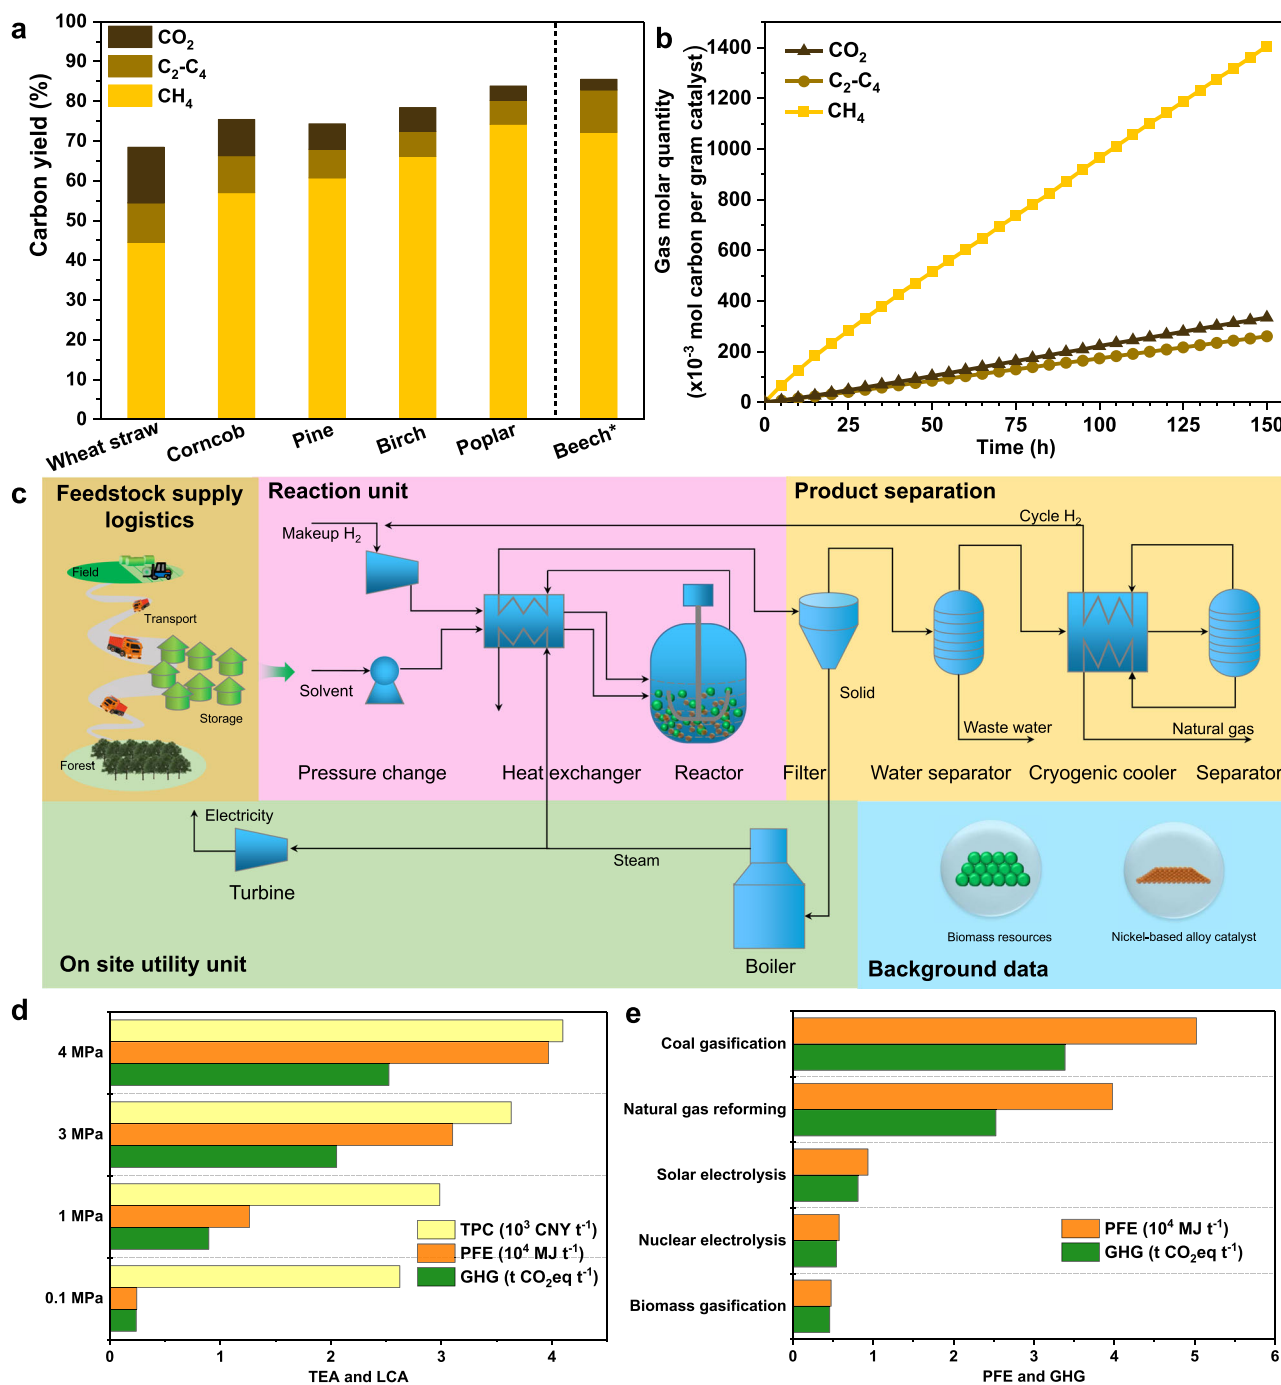 a
Carbon yield (%)
100
90
80
70
60
50
40
30
20
10
0
CO₂
C₂-C₄
CH₄
Wheat straw
Corncob
Pine
Birch
Poplar
Beech*
b
Gas molar quantity
(x10⁻³ mol carbon per gram catalyst)
1400
1200
1000
800
600
400
200
0
CO₂
C₂-C₄
CH₄
0 25 50 75 100 125 150
Time (h)
c
Feedstock supply
logistics
Field
Transport
Storage
Forest
Reaction unit
Makeup H₂
Solvent
Pressure change
Heat exchanger
Reactor
Product separation
Cycle H₂
Solid
Waste water
Natural gas
Filter
Water separator
Cryogenic cooler
Separator
Electricity
Turbine
Steam
Boiler
On site utility unit
Biomass resources
Nickel-based alloy catalyst
Background data
d
4 MPa
3 MPa
1 MPa
0.1 MPa
TPC (10³ CNY t⁻¹)
PFE (10⁴ MJ t⁻¹)
GHG (t CO₂eq t⁻¹)
0 1 2 3 4
TEA and LCA
e
Coal gasification
Natural gas reforming
Solar electrolysis
Nuclear electrolysis
Biomass gasification
PFE (10⁴ MJ t⁻¹)
GHG (t CO₂eq t⁻¹)
0 1 2 3 4 5 6
PFE and GHG